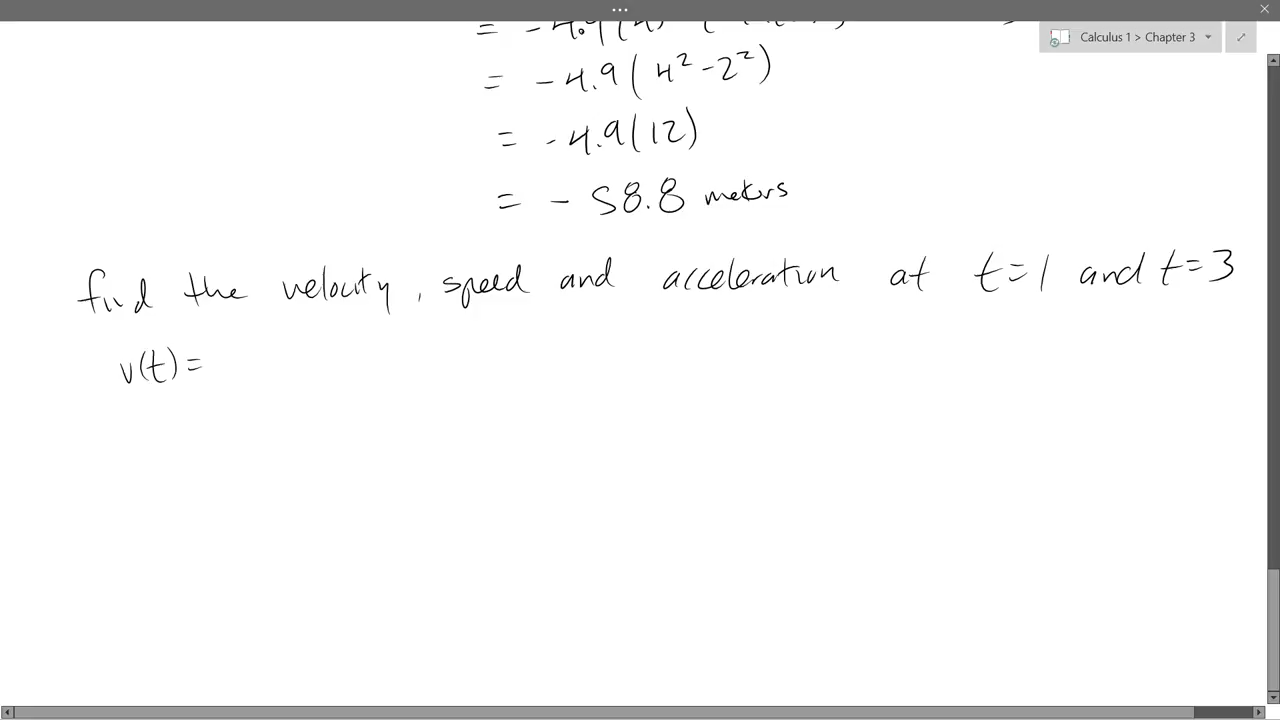 Calculus 1 > Chapter 3
= -4.9(4² -2²)
= -4.9(12)
= - 58.8 meters
find the velocity, speed and acceleration at t=1 and t=3
v(t)=